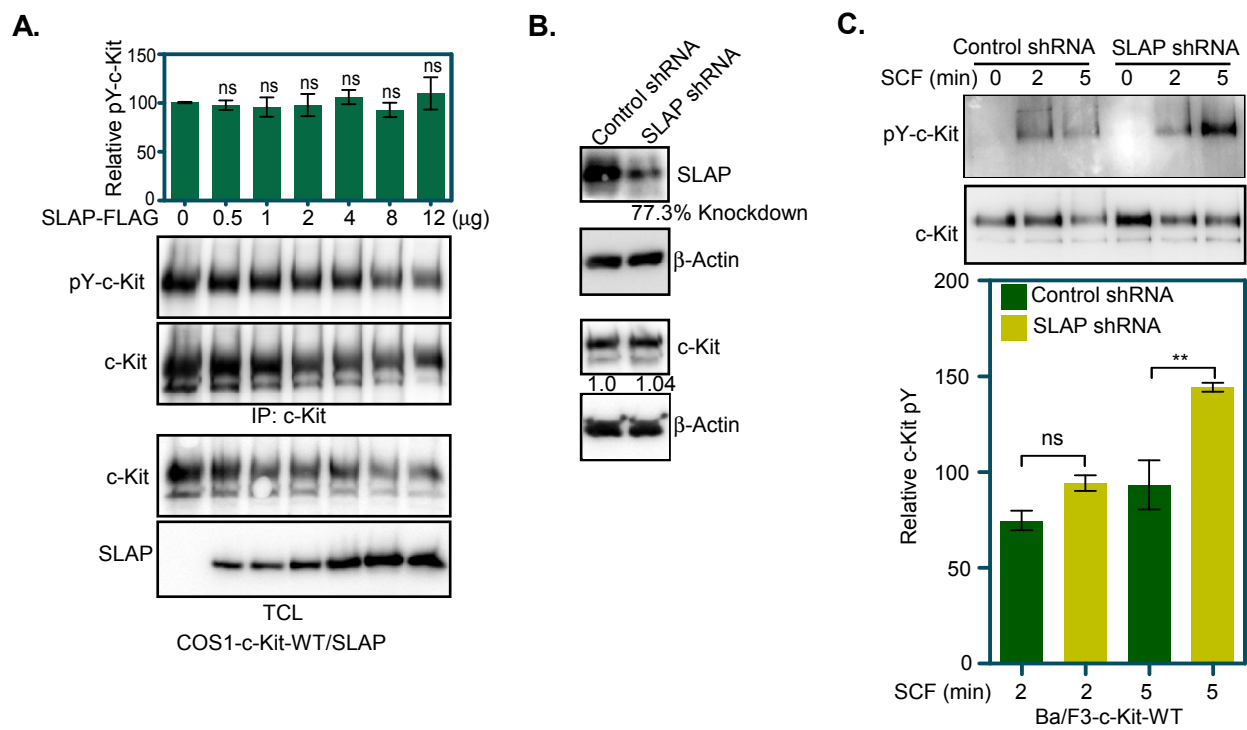 A.
Relative pY-c-Kit
150
100
50
0
ns ns ns ns ns ns
SLAP-FLAG 0 0.5 1 2 4 8 12 (μg)
pY-c-Kit
c-Kit
IP: c-Kit
c-Kit
SLAP
TCL
COS1-c-Kit-WT/SLAP
B.
Control shRNA
SLAP shRNA
SLAP
77.3% Knockdown
β-Actin
c-Kit
1.0 1.04
β-Actin
C.
Control shRNA SLAP shRNA
SCF (min) 0 2 5 0 2 5
pY-c-Kit
c-Kit
Relative c-Kit pY
200
150
100
50
0
Control shRNA
SLAP shRNA
ns
**
SCF (min) 2 2 5 5
Ba/F3-c-Kit-WT